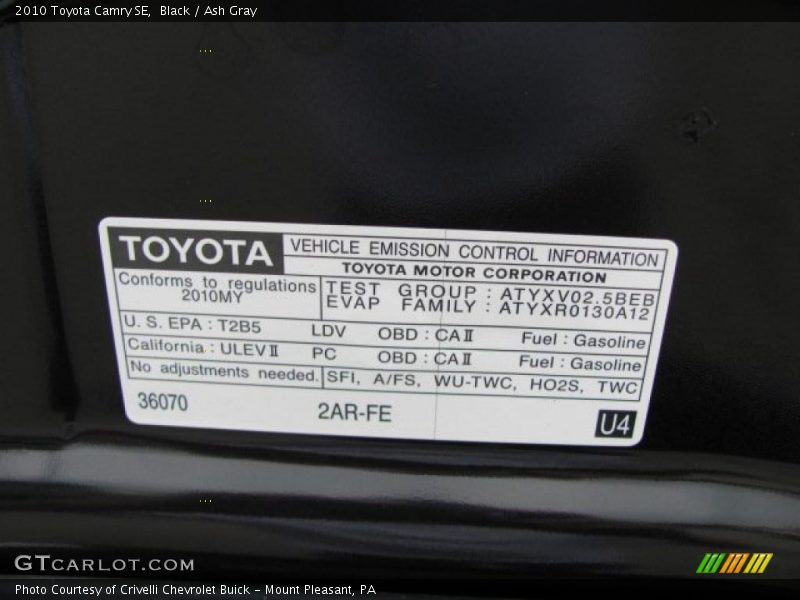 2010 Toyota Camry SE, Black / Ash Gray
TOYOTA VEHICLE EMISSION CONTROL INFORMATION
TOYOTA MOTOR CORPORATION
Conforms to regulations
2010MY
TEST GROUP : ATYXV02.5BEB
EVAP FAMILY : ATYXR0130A12
U. S. EPA : T2B5 LDV OBD : CAⅡ Fuel : Gasoline
California : ULEVⅡ PC OBD : CAⅡ Fuel : Gasoline
No adjustments needed. SFI, A/FS, WU-TWC, HO2S, TWC
36070 2AR-FE U4
GTCARLOT.COM
Photo Courtesy of Crivelli Chevrolet Buick - Mount Pleasant, PA